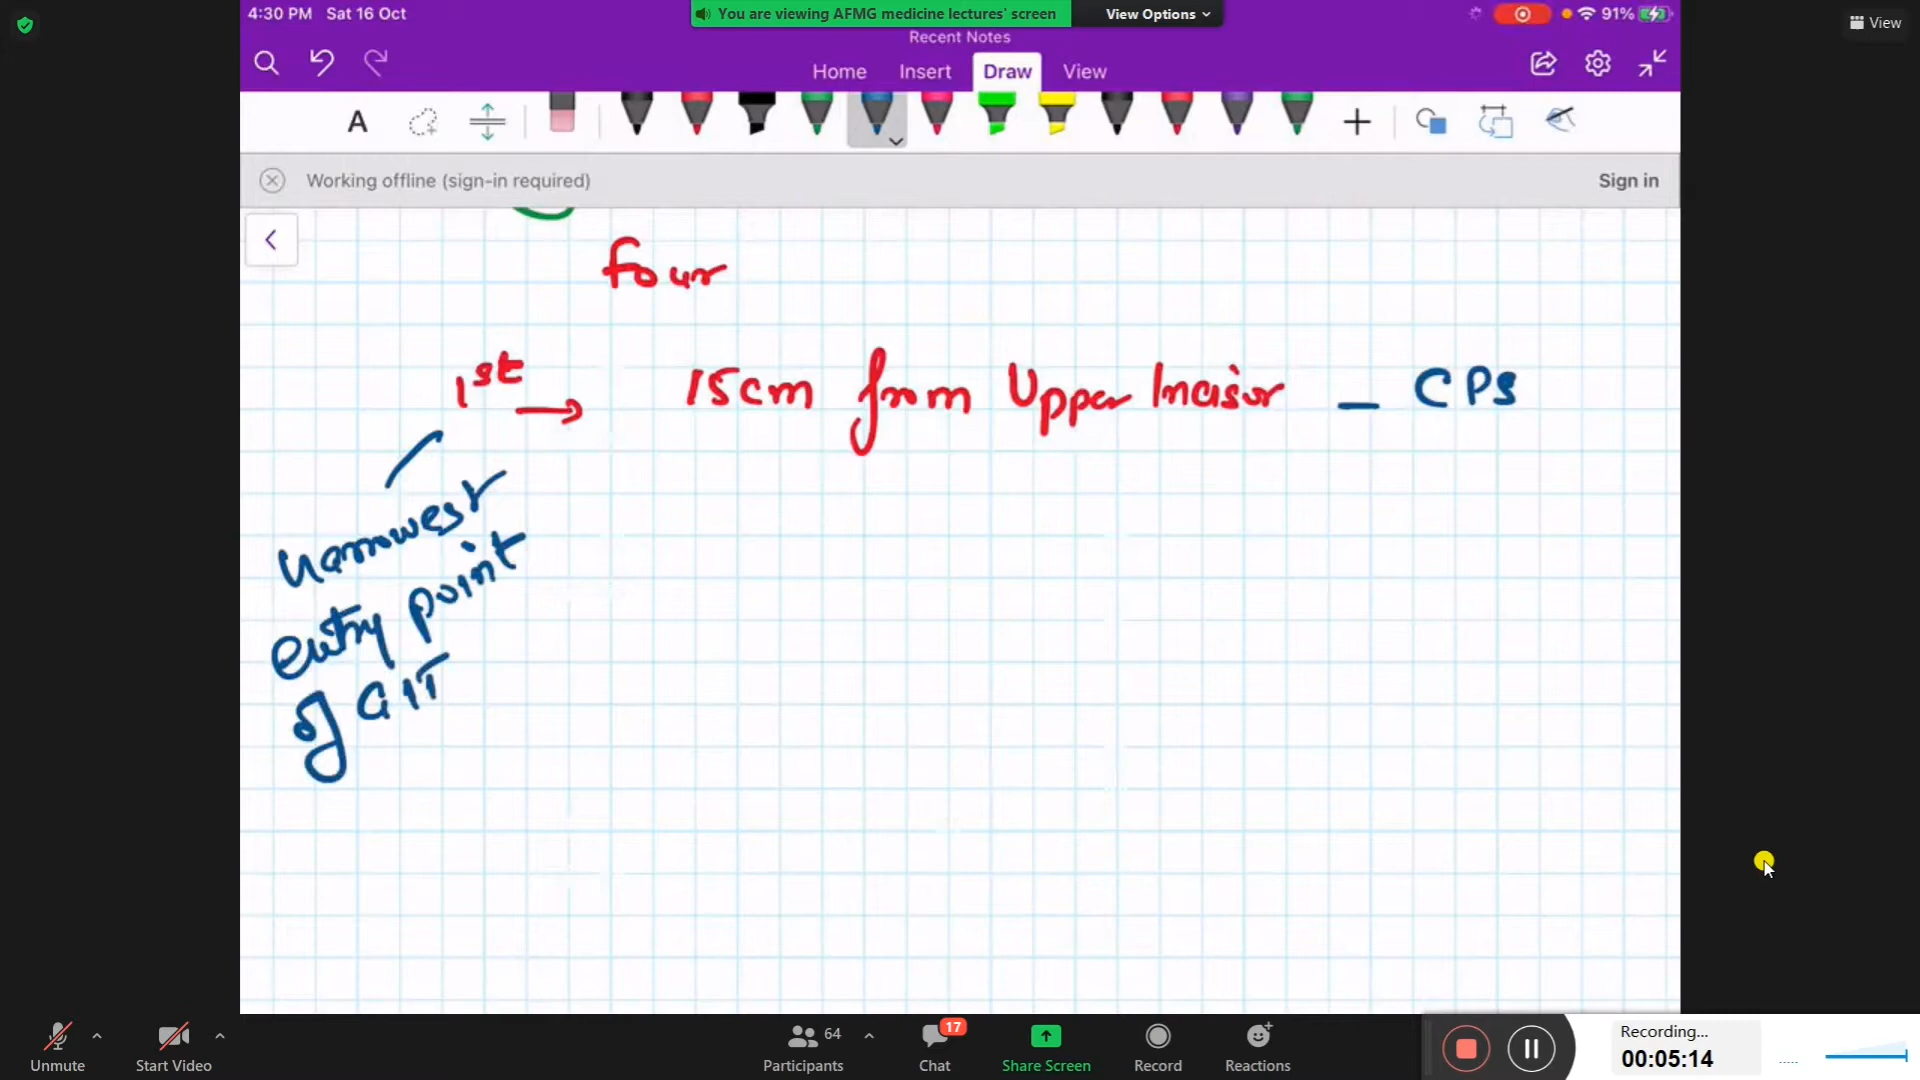 4:30 PM Sat 16 Oct
You are viewing AFMG medicine lectures' screen
View Options
91%
View
Recent Notes
Home Insert Draw View
A
Working offline (sign-in required)
Sign in
four
1st → 15cm from Upper Incisor – CPS
narrowest
entry point
of GIT
Unmute
Start Video
64
Participants
17
Chat
Share Screen
Record
Reactions
Recording...
00:05:14